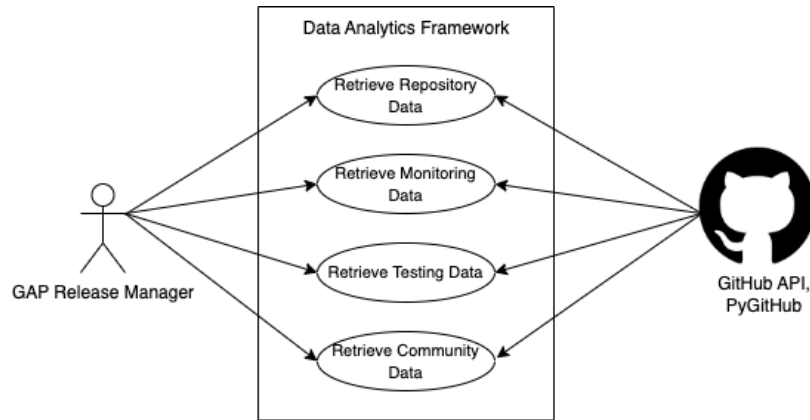 Data Analytics Framework
Retrieve Repository
Data
Retrieve Monitoring
Data
Retrieve Testing Data
Retrieve Community
Data
GAP Release Manager
GitHub API,
PyGitHub